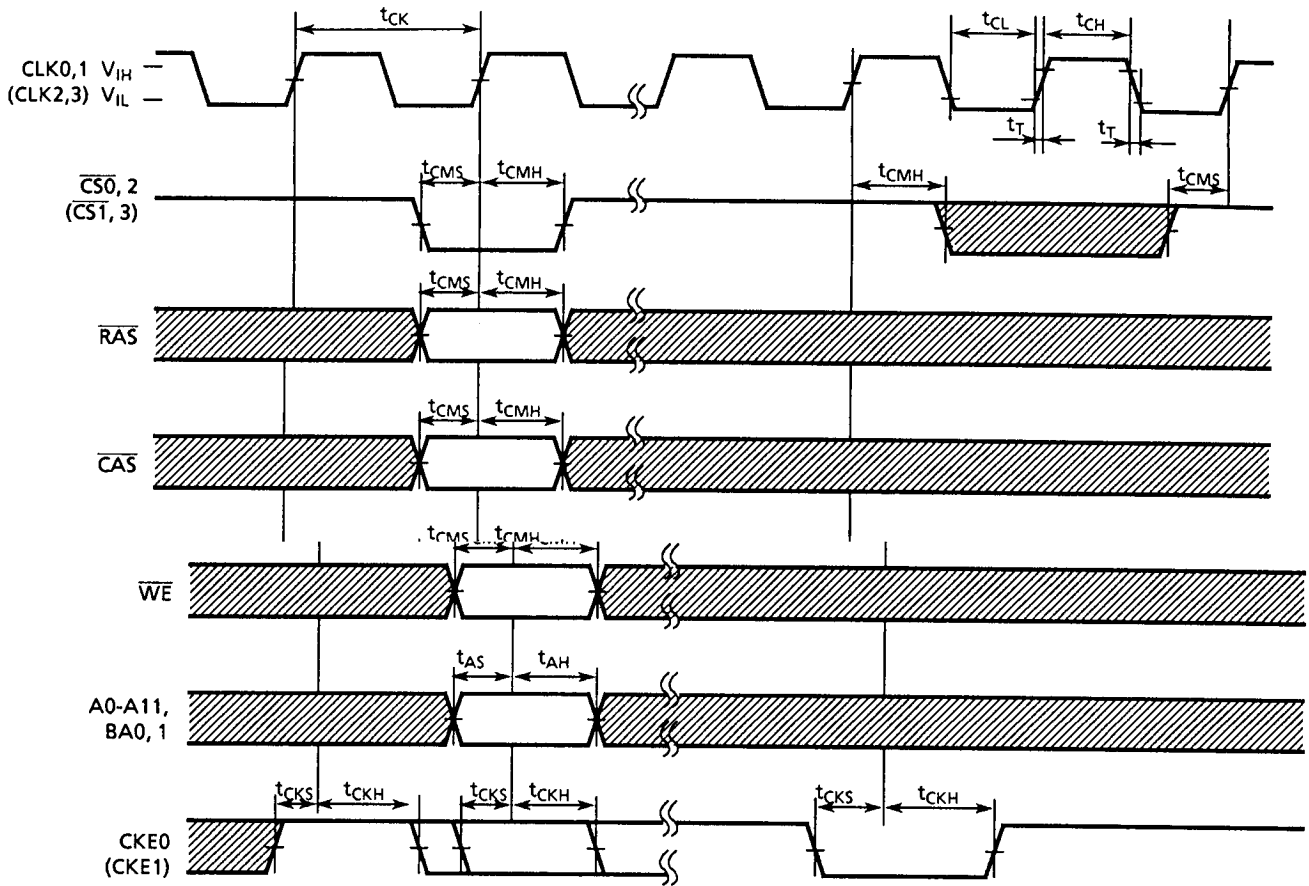 tCK
tCL tCH
CLK0,1 VIH
(CLK2,3) VIL
tT tT
tCMS tCMH tCMH tCMS
CS0, 2
(CS1, 3)
tCMS tCMH
RAS
tCMS tCMH
CAS
tCMS tCMH
WE
tAS tAH
A0-A11,
BA0, 1
tCKS tCKH tCKS tCKH tCKS tCKH
CKE0
(CKE1)